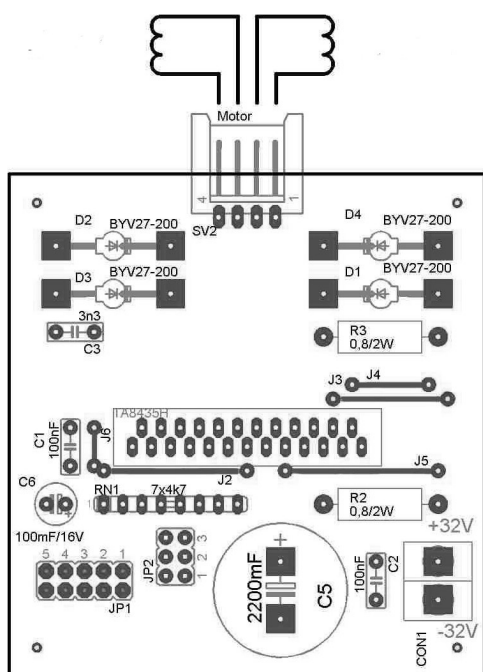 Motor
4 1
SV2
D2 BYV27-200
D4 BYV27-200
D3 BYV27-200
D1 BYV27-200
3n3
C3
R3
0,8/2W
J3 J4
TA8435H
C1
100nF
J6
J2
J5
C6
1
RN1 7x4k7
R2
0,8/2W
100mF/16V
+32V
5 4 3 2 1
JP1
JP2
3
2
1
+
2200mF
C5
100nF
C2
-32V
CON1